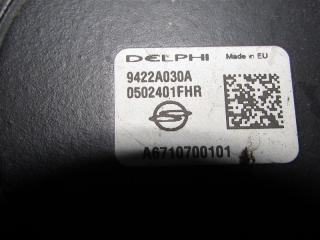 DELPHI Made in EU
9422A030A
0502401FHR
A6710700101